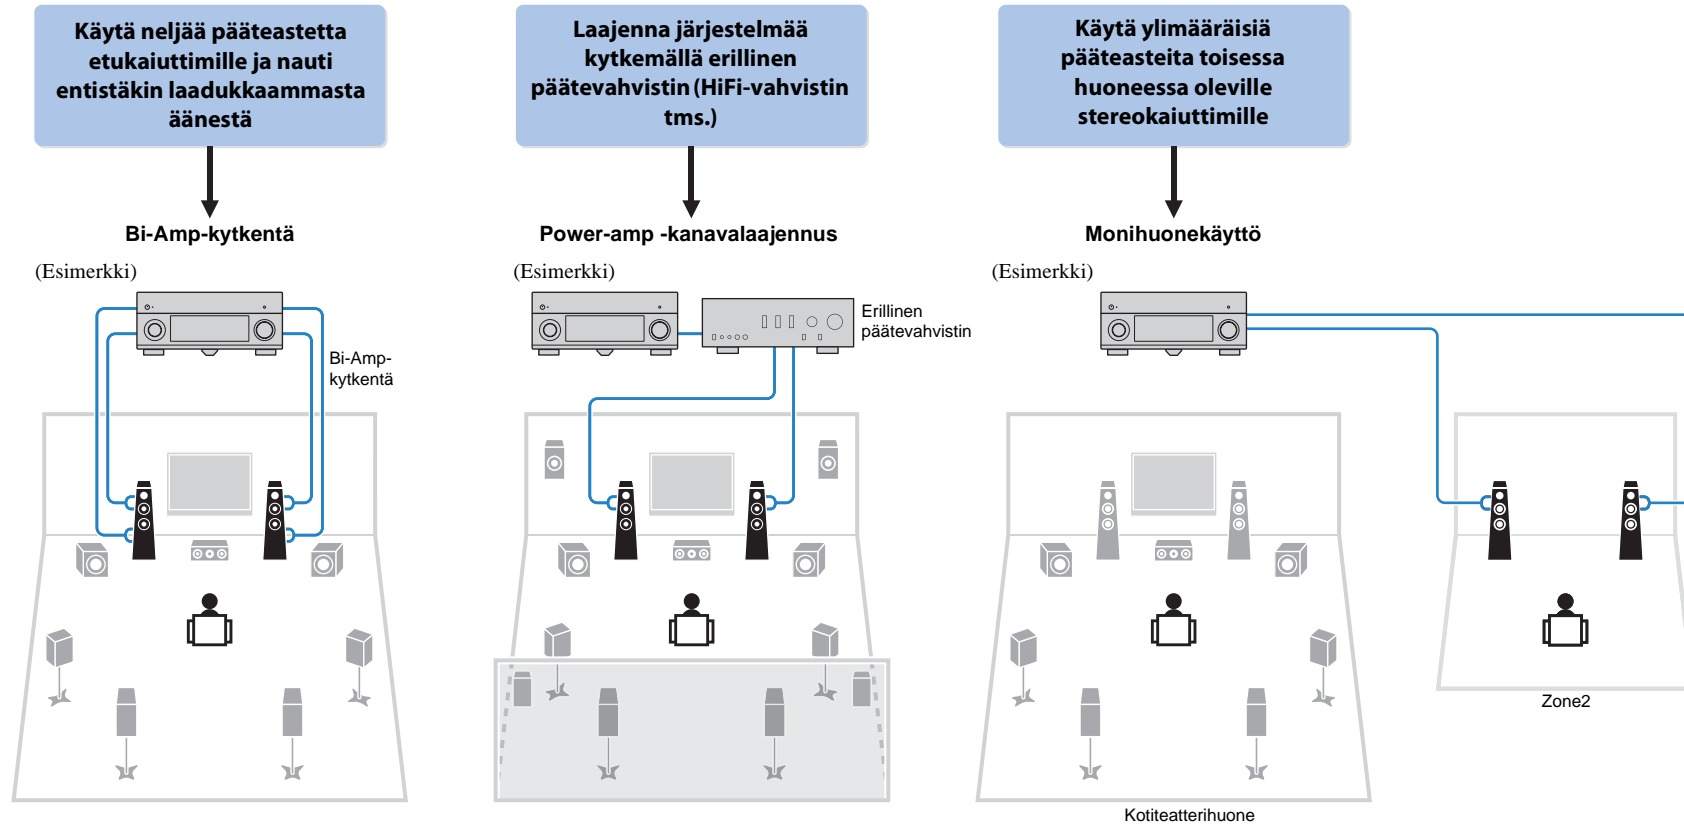 Käytä neljää pääteastetta
etukaiuttimille ja nauti
entistäkin laadukkaammasta
äänestä
Bi-Amp-kytkentä
(Esimerkki)
Bi-Amp-
kytkentä
Laajenna järjestelmää
kytkemällä erillinen
päätevahvistin (HiFi-vahvistin
tms.)
Power-amp -kanavalaajennus
(Esimerkki)
Erillinen
päätevahvistin
Käytä ylimääräisiä
pääteasteita toisessa
huoneessa oleville
stereokaiuttimille
Monihuonekäyttö
(Esimerkki)
Zone2
Kotiteatterihuone